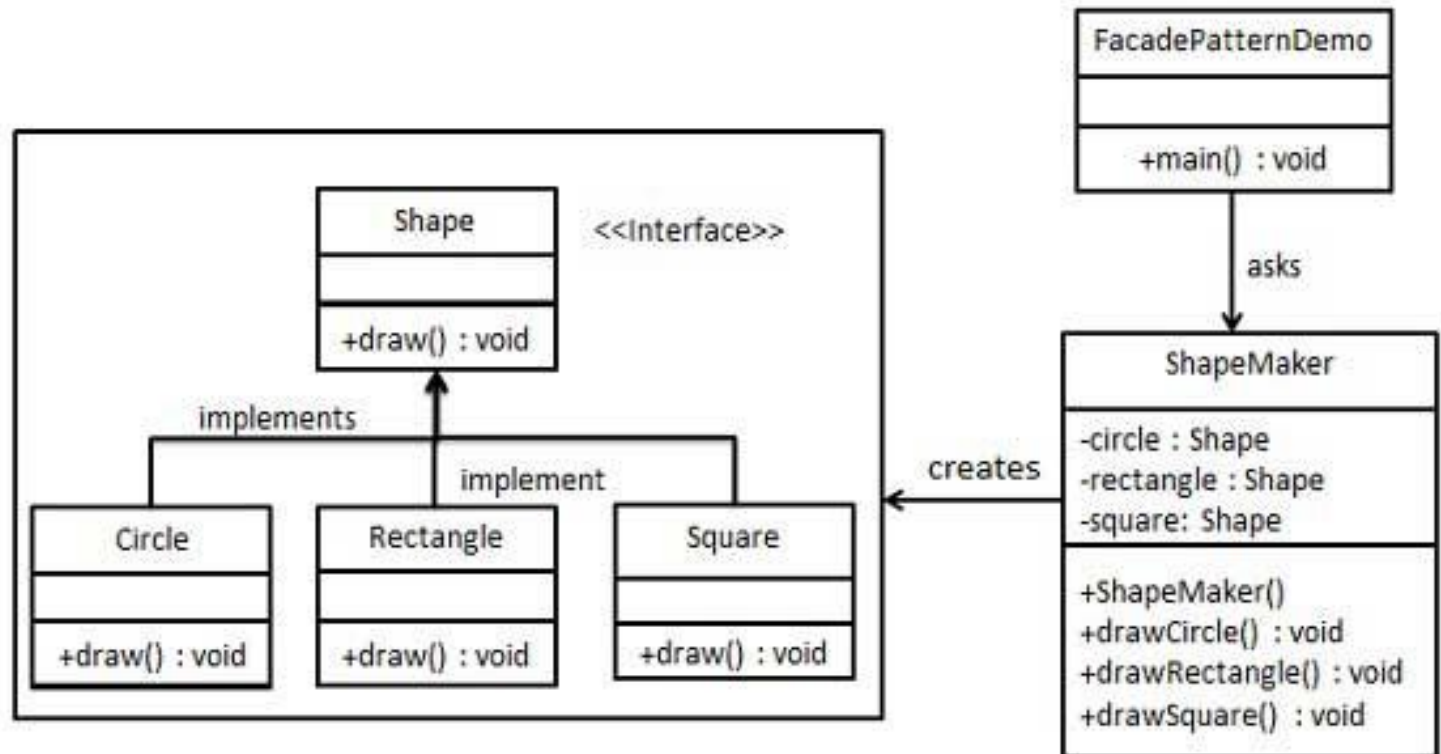 FacadePatternDemo
+main() : void
asks
Shape
<<Interface>>
+draw() : void
implements
implement
Circle
+draw() : void
Rectangle
+draw() : void
Square
+draw() : void
creates
ShapeMaker
-circle : Shape
-rectangle : Shape
-square: Shape
+ShapeMaker()
+drawCircle() : void
+drawRectangle() : void
+drawSquare() : void